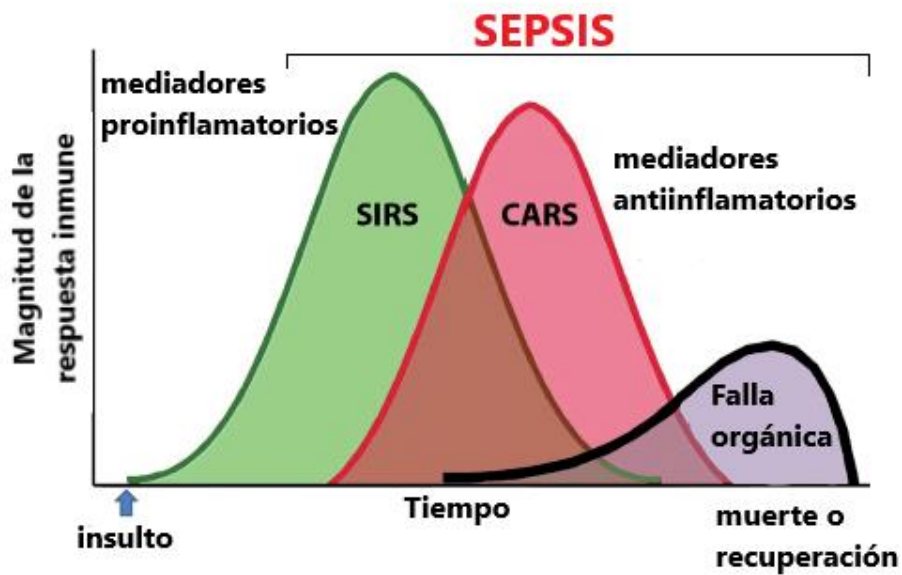 SEPSIS
mediadores
proinflamatorios
mediadores
antiinflamatorios
SIRS
CARS
Magnitud de la
respuesta inmune
Falla
orgánica
insulto
Tiempo
muerte o
recuperación